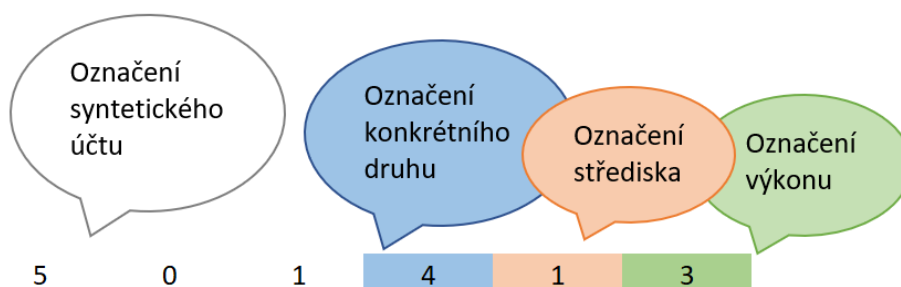 Označení
syntetického
účtu
Označení
konkrétního
druhu
Označení
střediska
Označení
výkonu
5 0 1 4 1 3